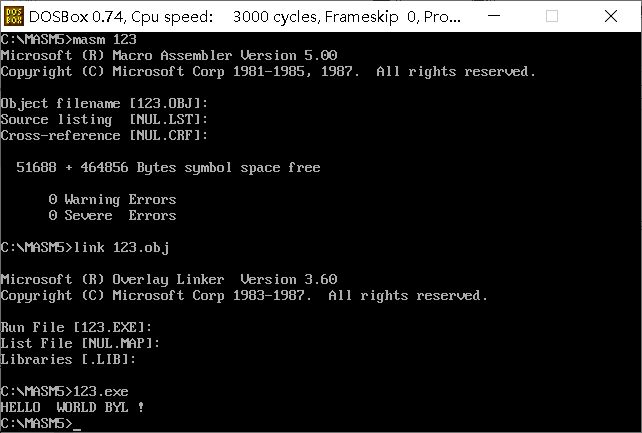 DOS
BOX
DOSBox 0.74, Cpu speed:    3000 cycles, Frameskip  0, Pro...
C:\MASM5>masm 123
Microsoft (R) Macro Assembler Version 5.00
Copyright (C) Microsoft Corp 1981-1985, 1987.  All rights reserved.
Object filename [123.OBJ]:
Source listing  [NUL.LST]:
Cross-reference [NUL.CRF]:
  51688 + 464856 Bytes symbol space free
      0 Warning Errors
      0 Severe  Errors
C:\MASM5>link 123.obj
Microsoft (R) Overlay Linker  Version 3.60
Copyright (C) Microsoft Corp 1983-1987.  All rights reserved.
Run File [123.EXE]:
List File [NUL.MAP]:
Libraries [.LIB]:
C:\MASM5>123.exe
HELLO  WORLD BYL !
C:\MASM5>_